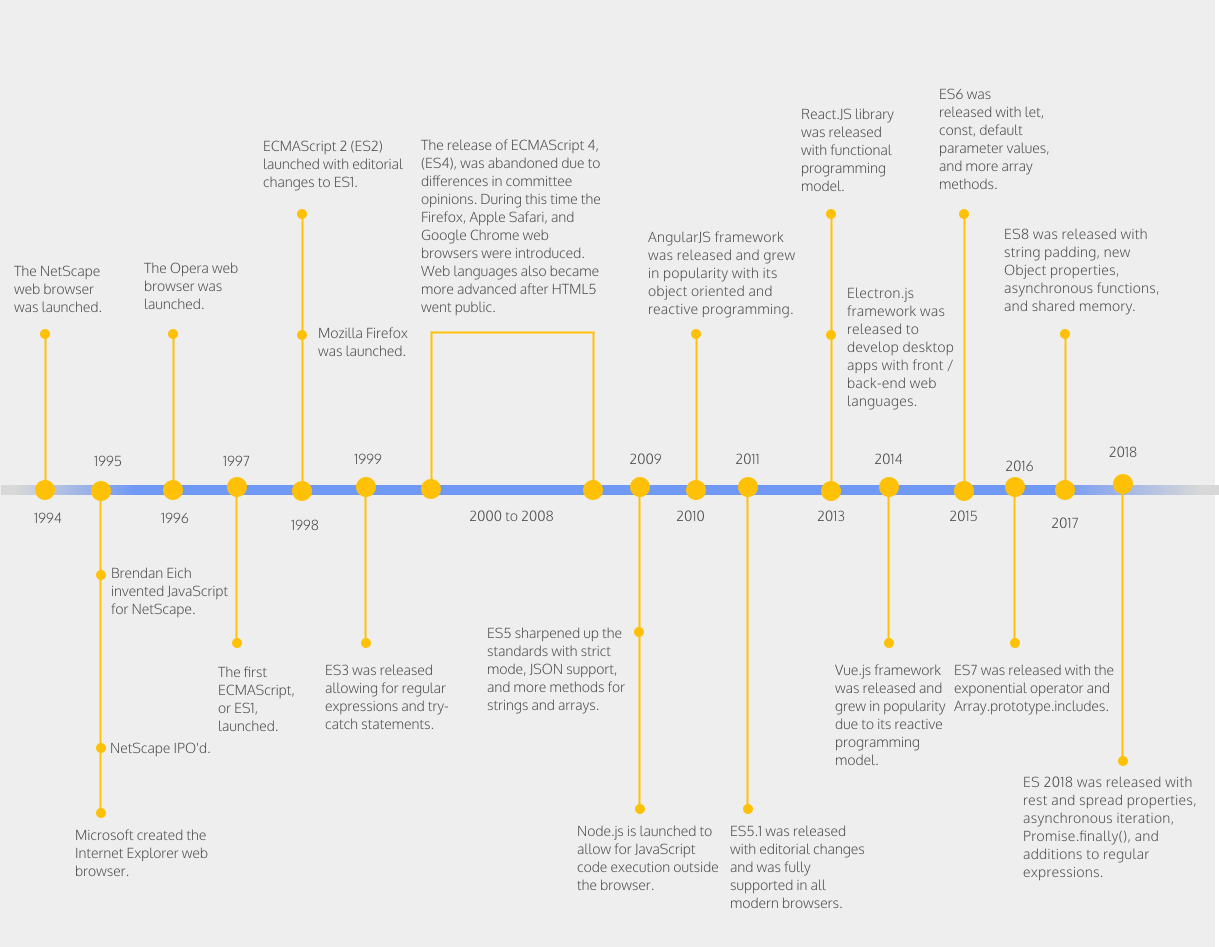 The NetScape
web browser
was launched.
The Opera web
browser was
launched.
ECMAScript 2 (ES2)
launched with editorial
changes to ES1.
Mozilla Firefox
was launched.
The release of ECMAScript 4,
(ES4), was abandoned due to
differences in committee
opinions. During this time the
Firefox, Apple Safari, and
Google Chrome web
browsers were introduced.
Web languages also became
more advanced after HTML5
went public.
AngularJS framework
was released and grew
in popularity with its
object oriented and
reactive programming.
React.JS library
was released
with functional
programming
model.
Electron.js
framework was
released to
develop desktop
apps with front /
back-end web
languages.
ES6 was
released with let,
const, default
parameter values,
and more array
methods.
ES8 was released with
string padding, new
Object properties,
asynchronous functions,
and shared memory.
1995
1997
1999
2009
2011
2014
2016
2018
1994
1996
1998
2000 to 2008
2010
2013
2015
2017
Brendan Eich
invented JavaScript
for NetScape.
NetScape IPO'd.
Microsoft created the
Internet Explorer web
browser.
The first
ECMAScript,
or ES1,
launched.
ES3 was released
allowing for regular
expressions and try-
catch statements.
ES5 sharpened up the
standards with strict
mode, JSON support,
and more methods for
strings and arrays.
Node.js is launched to
allow for JavaScript
code execution outside
the browser.
ES5.1 was released
with editorial changes
and was fully
supported in all
modern browsers.
Vue.js framework
was released and
grew in popularity
due to its reactive
programming
model.
ES7 was released with the
exponential operator and
Array.prototype.includes.
ES 2018 was released with
rest and spread properties,
asynchronous iteration,
Promise.finally(), and
additions to regular
expressions.